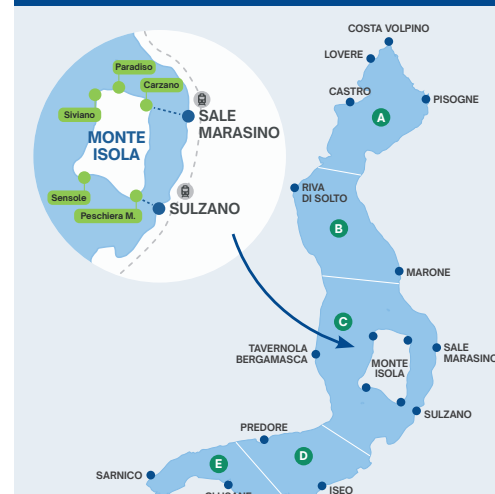 COSTA VOLPINO
LOVERE
CASTRO
PISOGNE
A
Paradiso
Carzano
Siviano
SALE
MARASINO
MONTE
ISOLA
Sensole
Peschiera M.
SULZANO
RIVA
DI SOLTO
B
MARONE
C
TAVERNOLA
BERGAMASCA
MONTE
ISOLA
SALE
MARASINO
SULZANO
PREDORE
D
E
SARNICO
ISEO
CLUSANE